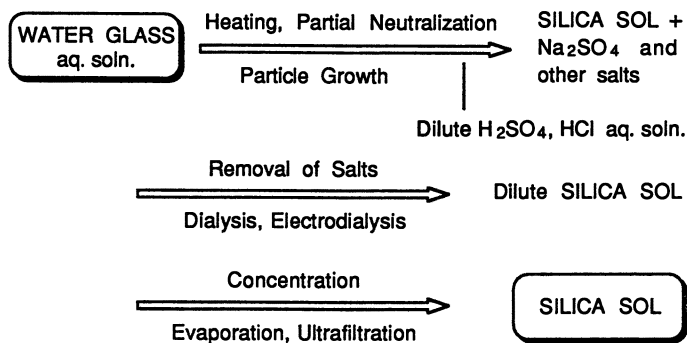 WATER GLASS
aq. soln.
Heating, Partial Neutralization
Particle Growth
SILICA SOL +
Na₂SO₄ and
other salts
Dilute H₂SO₄, HCl aq. soln.
Removal of Salts
Dialysis, Electrodialysis
Dilute SILICA SOL
Concentration
Evaporation, Ultrafiltration
SILICA SOL